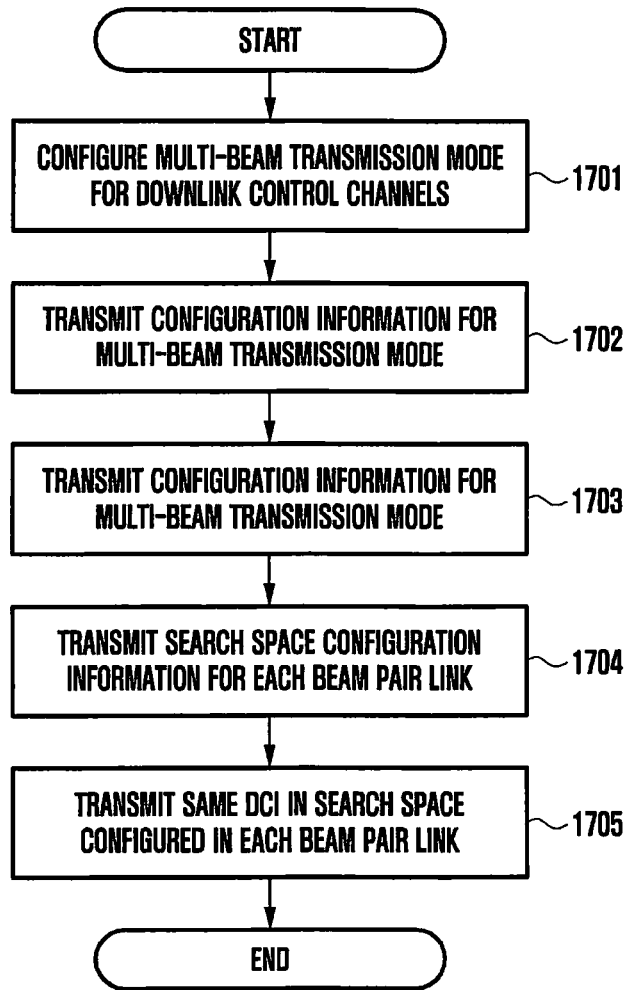 START
CONFIGURE MULTI-BEAM TRANSMISSION MODE
FOR DOWNLINK CONTROL CHANNELS
1701
TRANSMIT CONFIGURATION INFORMATION FOR
MULTI-BEAM TRANSMISSION MODE
1702
TRANSMIT CONFIGURATION INFORMATION FOR
MULTI-BEAM TRANSMISSION MODE
1703
TRANSMIT SEARCH SPACE CONFIGURATION
INFORMATION FOR EACH BEAM PAIR LINK
1704
TRANSMIT SAME DCI IN SEARCH SPACE
CONFIGURED IN EACH BEAM PAIR LINK
1705
END